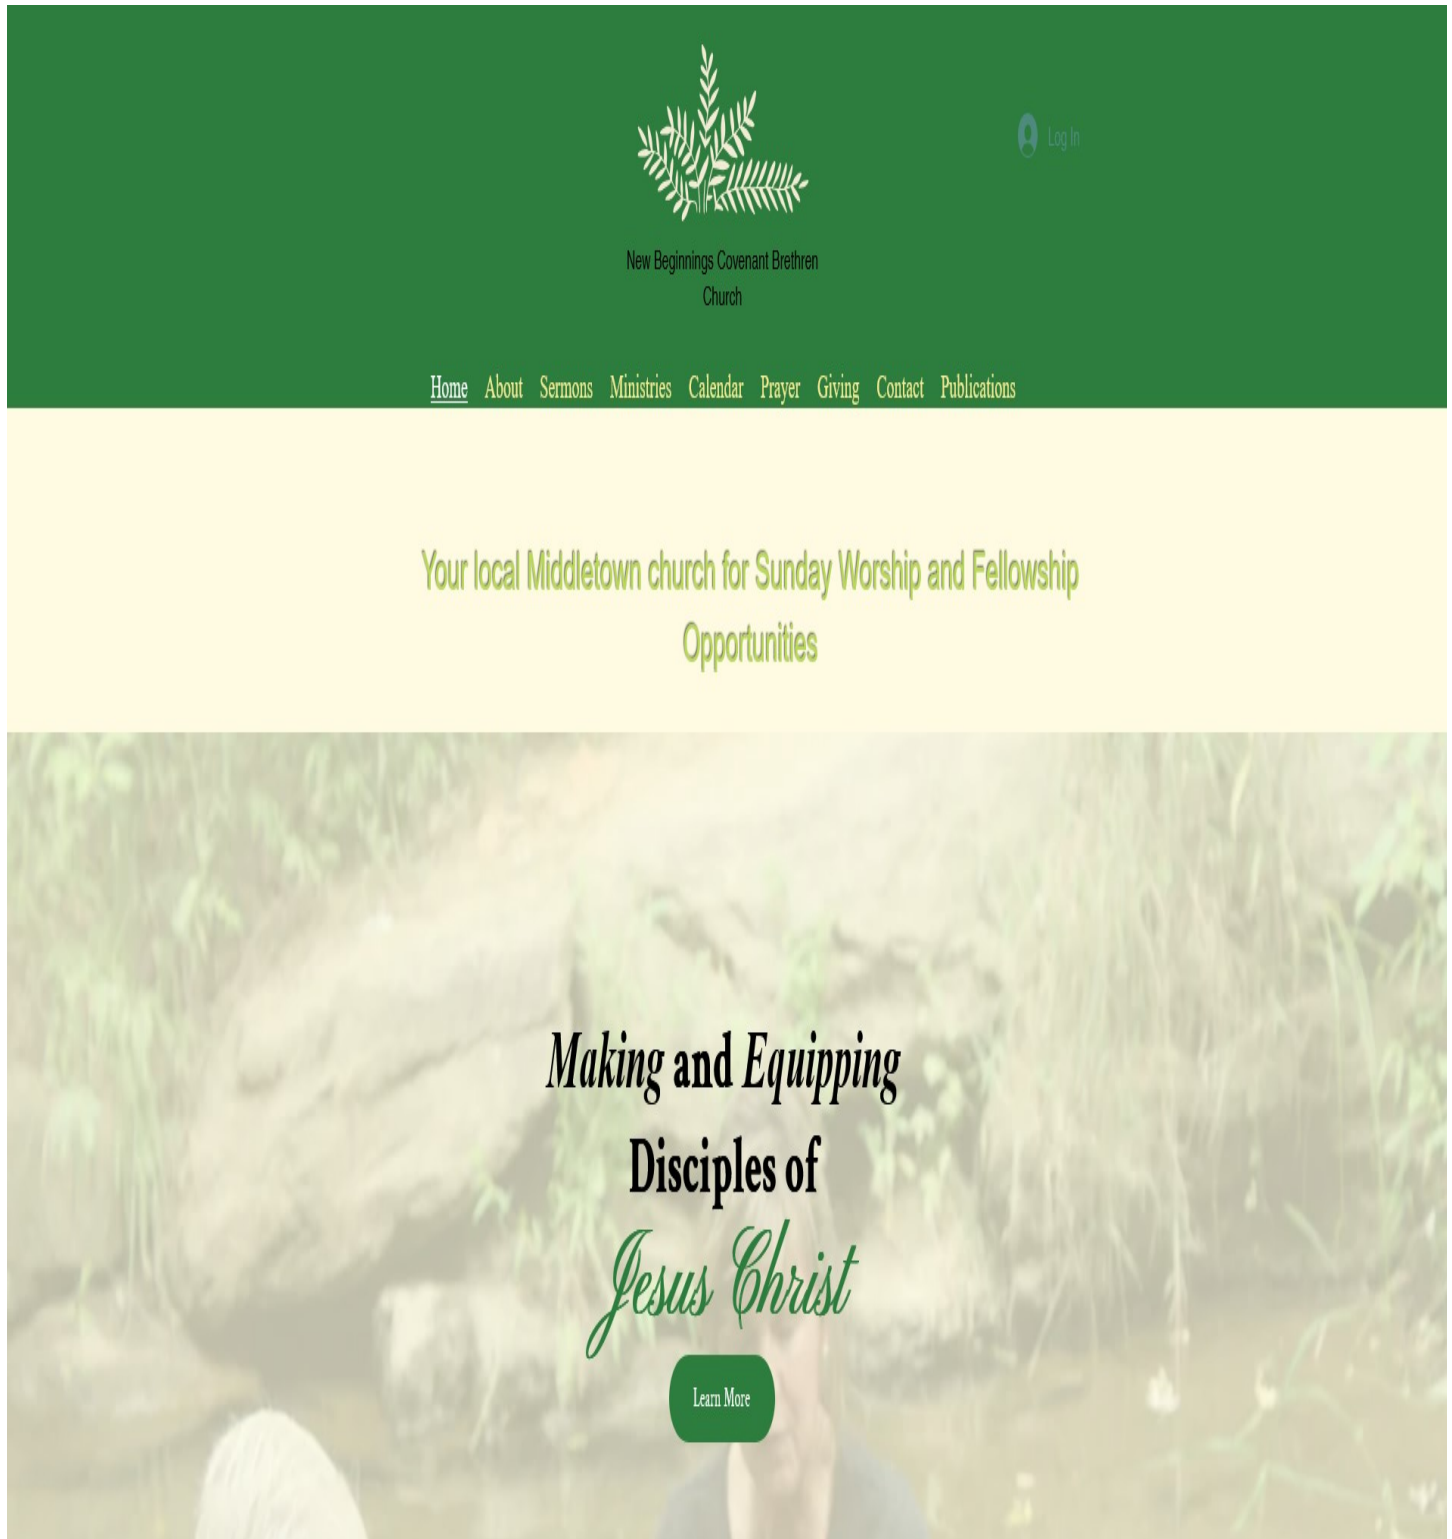 Log In
New Beginnings Covenant Brethren
Church
Home About Sermons Ministries Calendar Prayer Giving Contact Publications
Your local Middletown church for Sunday Worship and Fellowship
Opportunities
Making and Equipping
Disciples of
Jesus Christ
Learn More